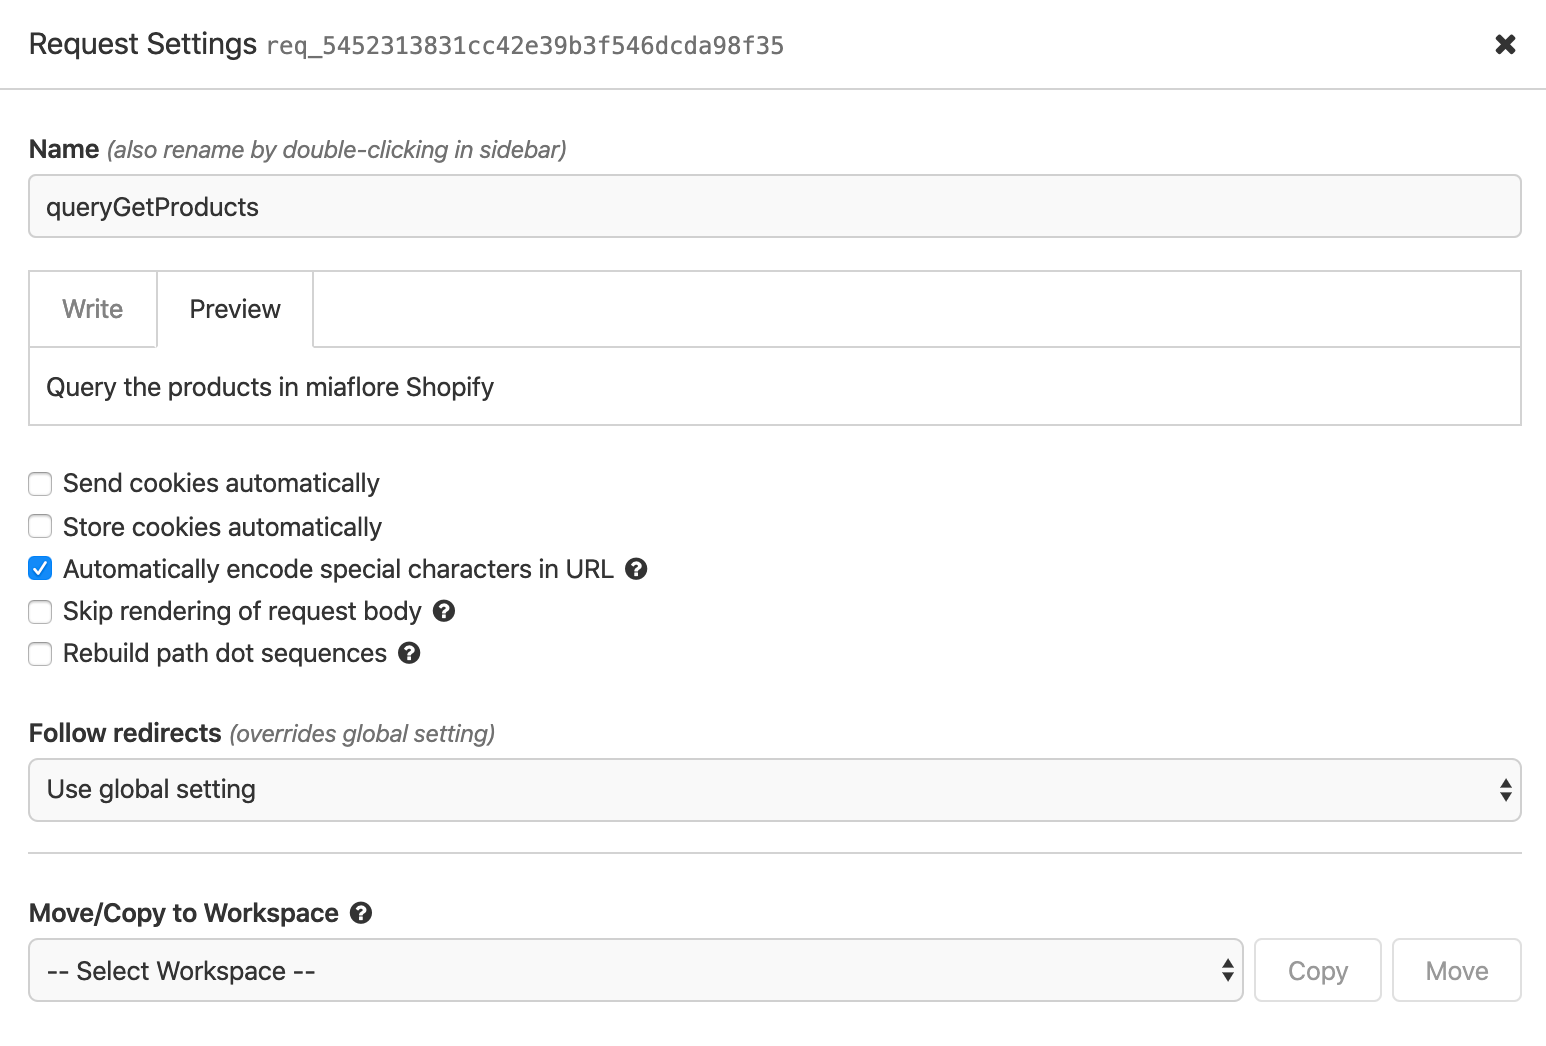 Request Settings req_5452313831cc42e39b3f546dcda98f35
Name (also rename by double-clicking in sidebar)
queryGetProducts
Write Preview
Query the products in miaflore Shopify
Send cookies automatically
Store cookies automatically
Automatically encode special characters in URL
Skip rendering of request body
Rebuild path dot sequences
Follow redirects (overrides global setting)
Use global setting
Move/Copy to Workspace
-- Select Workspace -- Copy Move